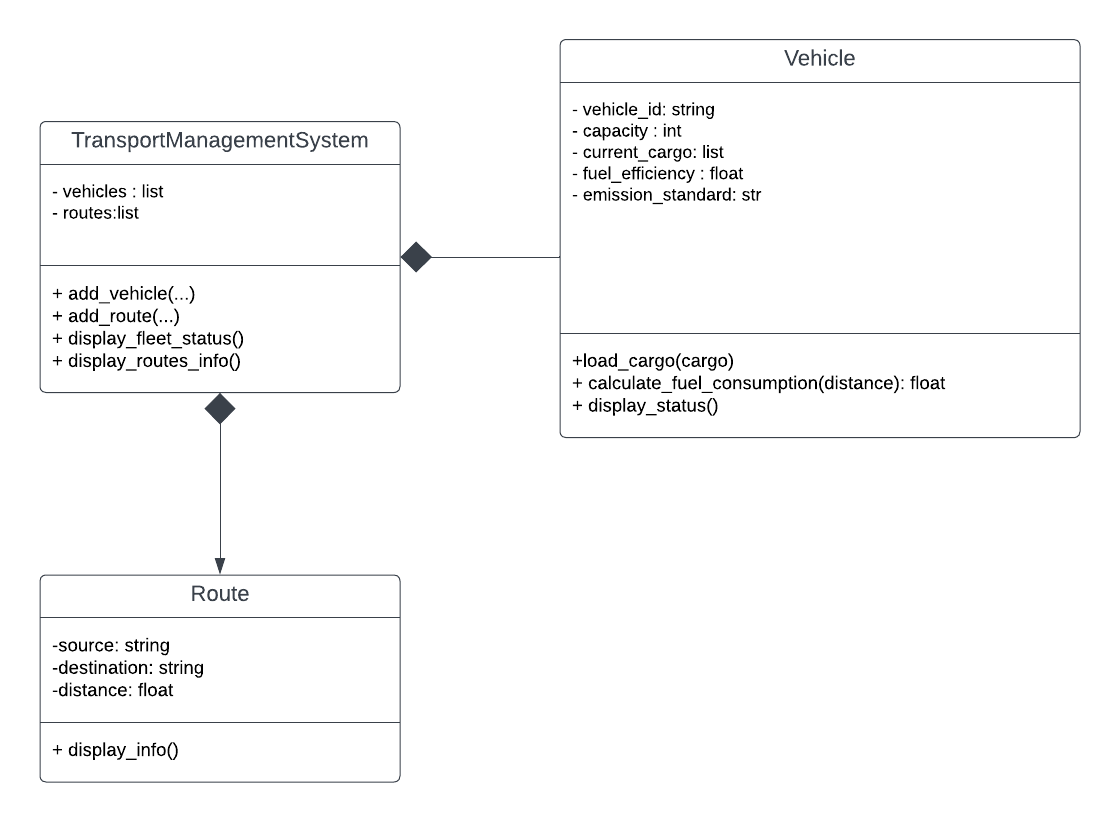 TransportManagementSystem
- vehicles : list
- routes:list
+ add_vehicle(...)
+ add_route(...)
+ display_fleet_status()
+ display_routes_info()
Vehicle
- vehicle_id: string
- capacity : int
- current_cargo: list
- fuel_efficiency : float
- emission_standard: str
+load_cargo(cargo)
+ calculate_fuel_consumption(distance): float
+ display_status()
Route
-source: string
-destination: string
-distance: float
+ display_info()